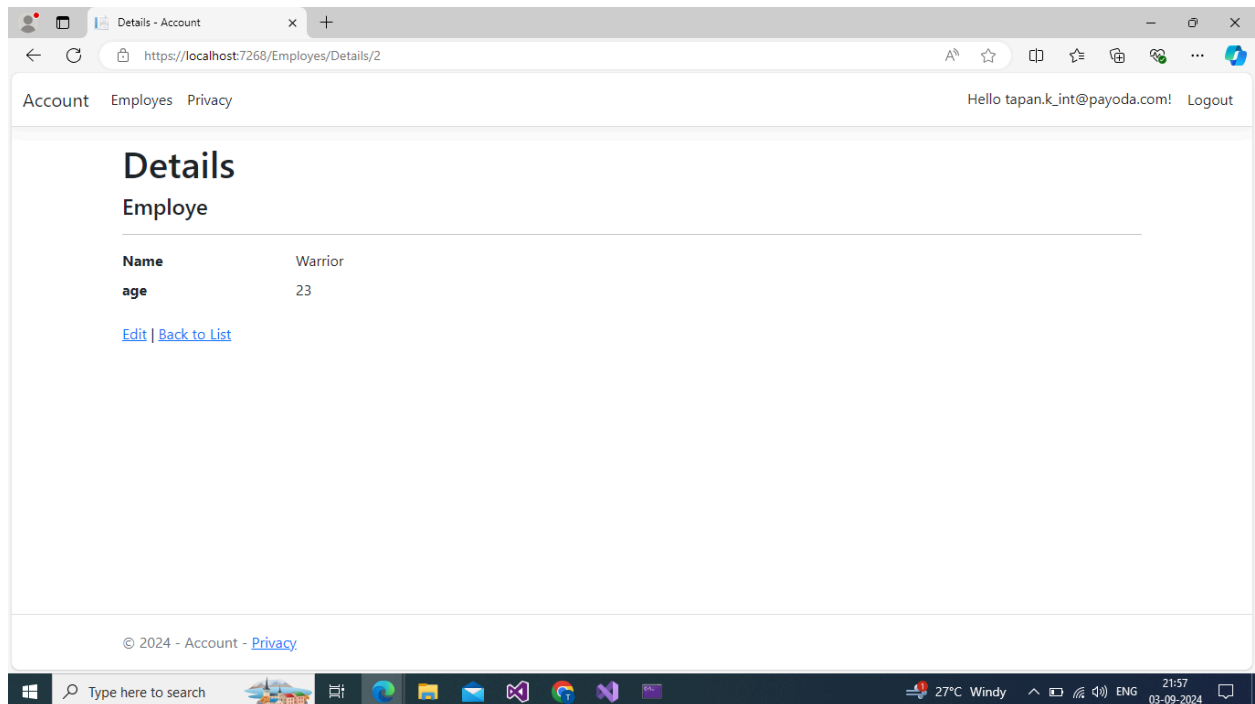 Details - Account
https://localhost:7268/Employes/Details/2
Account Employes Privacy Hello tapan.k_int@payoda.com! Logout
Details
Employe
Name Warrior
age 23
Edit | Back to List
© 2024 - Account - Privacy
Type here to search 27°C Windy ENG 21:57
03-09-2024